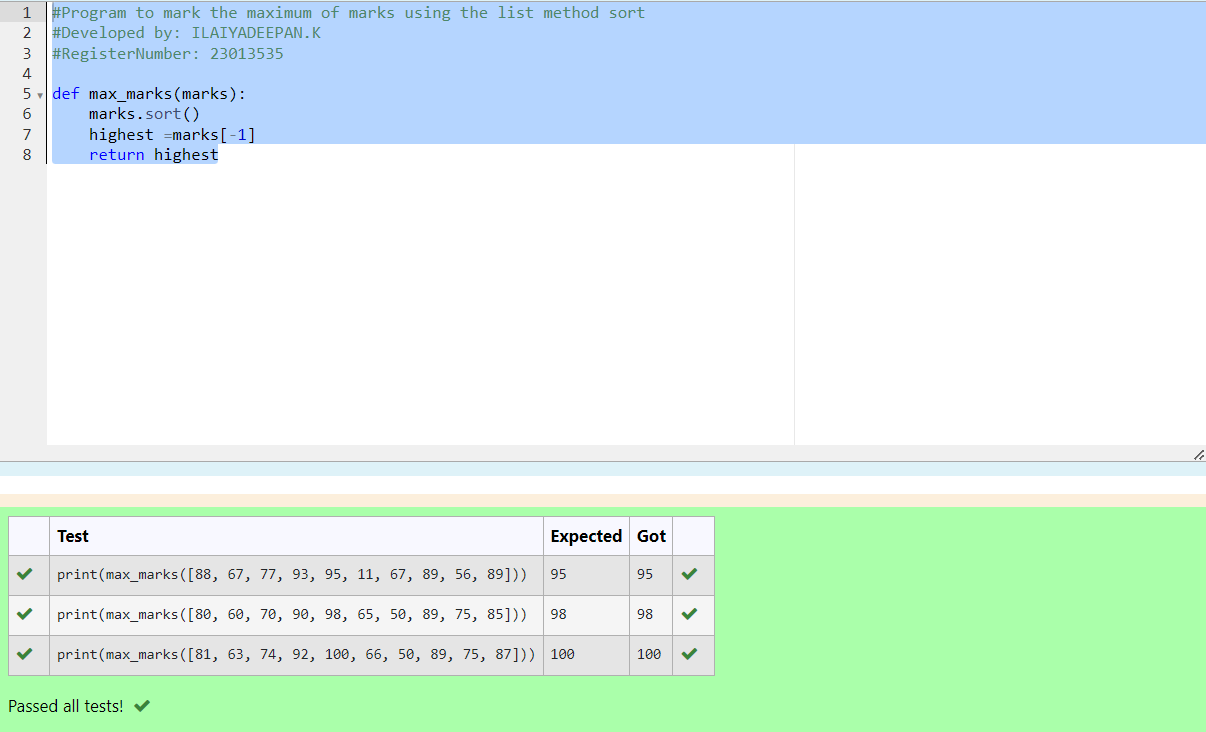 1 #Program to mark the maximum of marks using the list method sort
2 #Developed by: ILAIYADEEPAN.K
3 #RegisterNumber: 23013535
4
5 def max_marks(marks):
6     marks.sort()
7     highest =marks[-1]
8     return highest
Test Expected Got
print(max_marks([88, 67, 77, 93, 95, 11, 67, 89, 56, 89])) 95 95
print(max_marks([80, 60, 70, 90, 98, 65, 50, 89, 75, 85])) 98 98
print(max_marks([81, 63, 74, 92, 100, 66, 50, 89, 75, 87])) 100 100
Passed all tests!